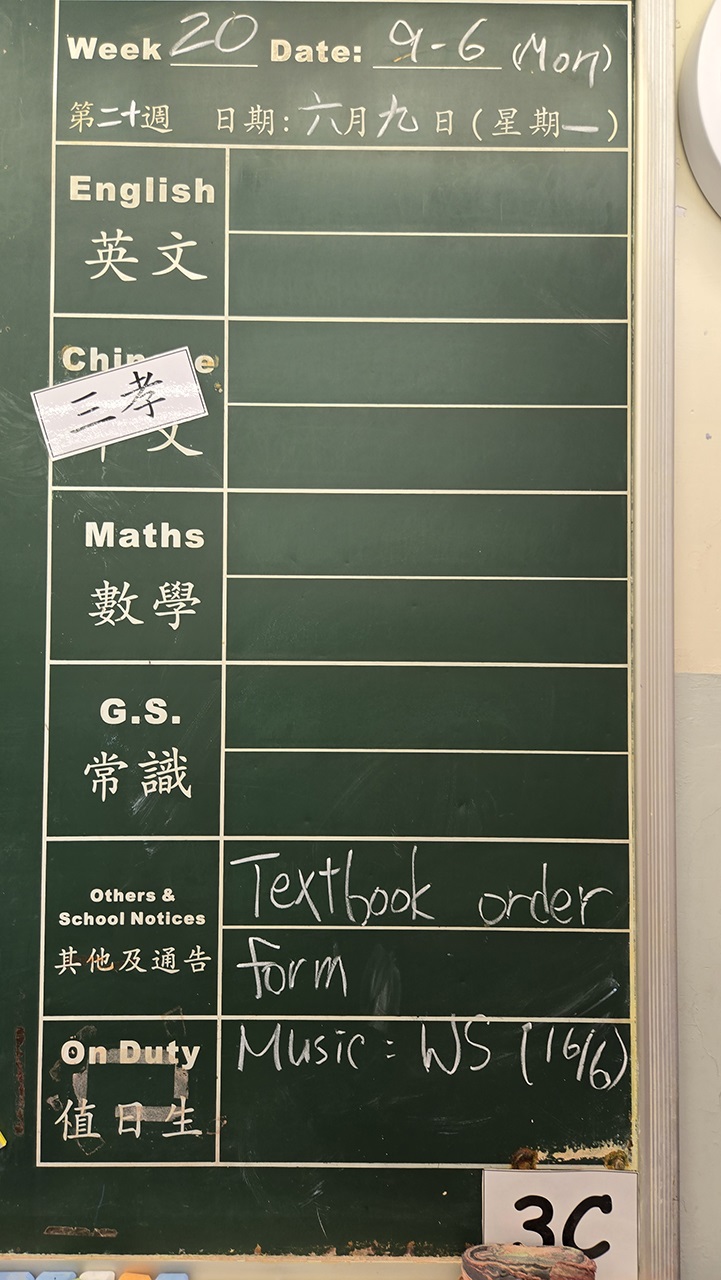 Week 20 Date: 9-6 (Mon)
第二十週 日期:六月九日(星期一)
English
英文
Chin e
三孝
文
Maths
數學
G.S.
常識
Others &
School Notices
其他及通告
Textbook order
form
On Duty
值日生
Music: WS (16/6)
3C